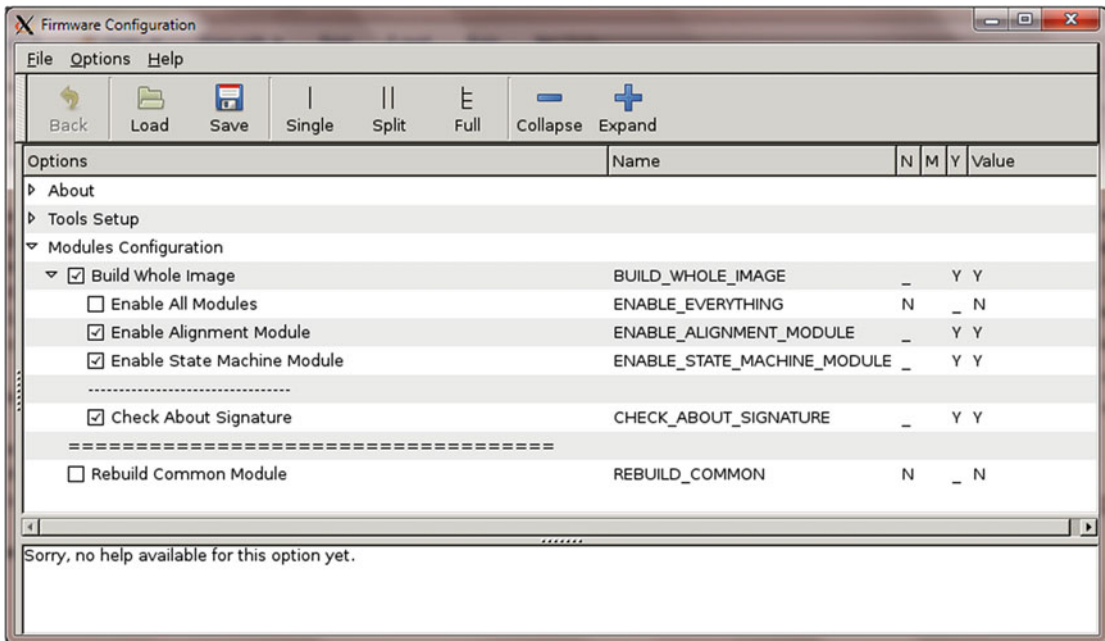 Firmware Configuration
File Options Help
Back Load Save Single Split Full Collapse Expand
Options Name N M Y Value
About
Tools Setup
Modules Configuration
Build Whole Image BUILD_WHOLE_IMAGE _ Y Y
Enable All Modules ENABLE_EVERYTHING N _ N
Enable Alignment Module ENABLE_ALIGNMENT_MODULE _ Y Y
Enable State Machine Module ENABLE_STATE_MACHINE_MODULE _ Y Y
---------------------------------
Check About Signature CHECK_ABOUT_SIGNATURE _ Y Y
====================================
Rebuild Common Module REBUILD_COMMON N _ N
Sorry, no help available for this option yet.